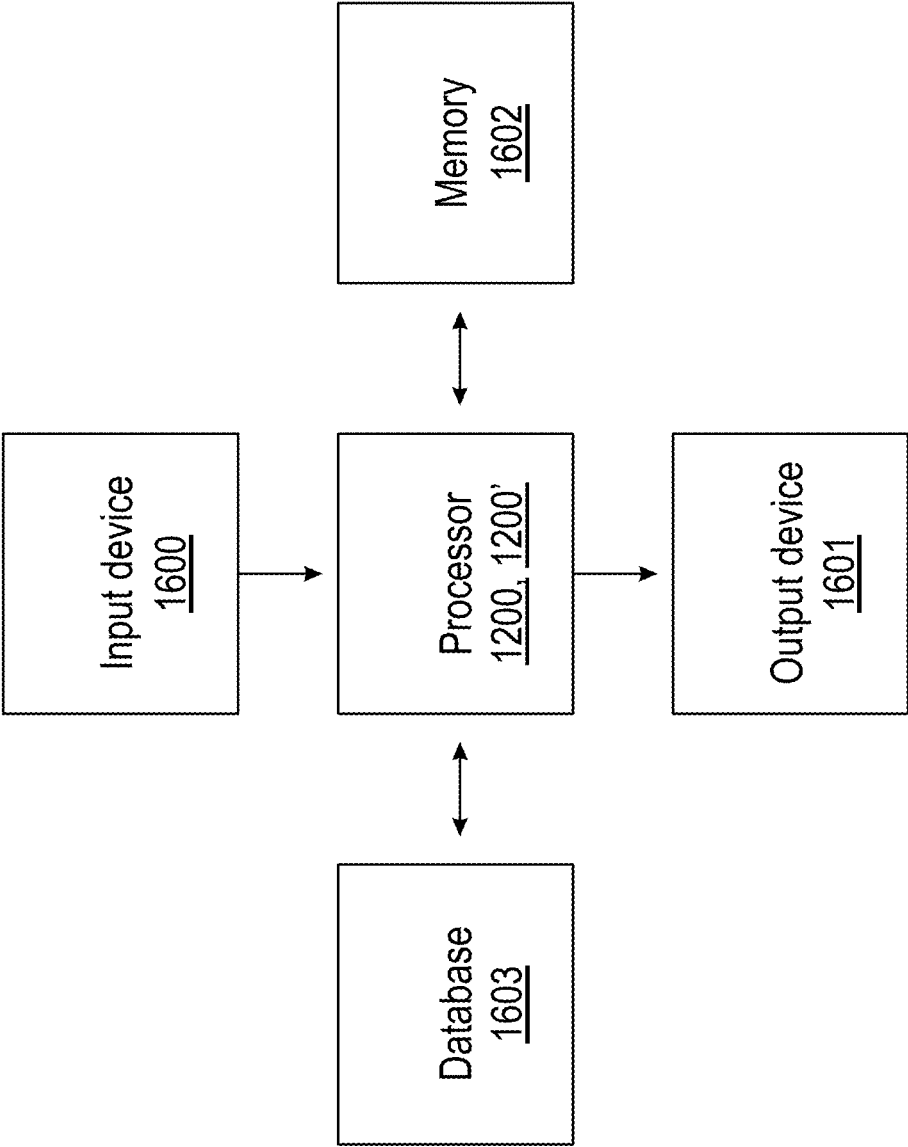 Input device
1600
Database
1603
Processor
1200, 1200’
Memory
1602
Output device
1601